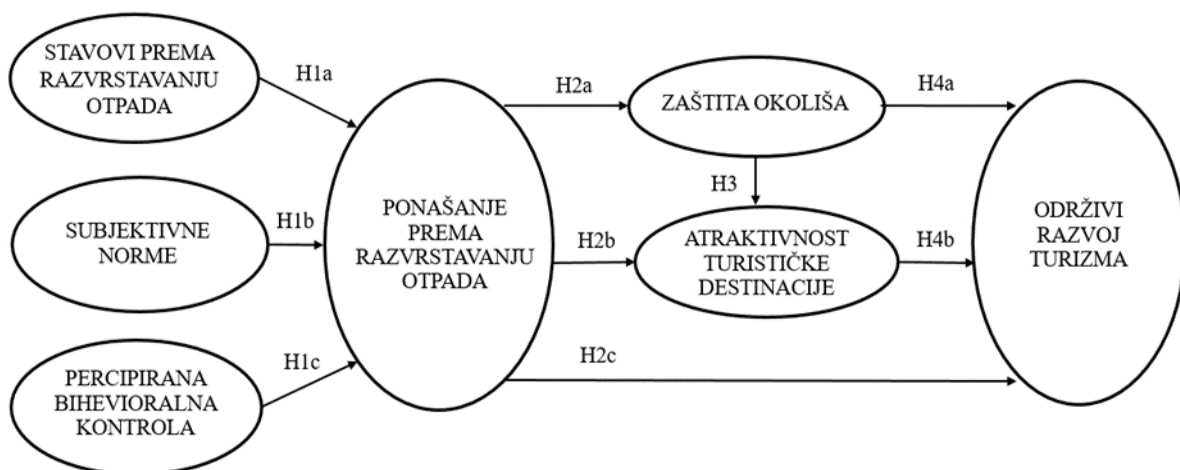 STAVOVI PREMA
RAZVRSTAVANJU
OTPADA
H1a
SUBJEKTIVNE
NORME
H1b
PERCIPIRANA
BIHEVIORALNA
KONTROLA
H1c
PONAŠANJE
PREMA
RAZVRSTAVANJU
OTPADA
H2a
H2b
H2c
ZAŠTITA OKOLIŠA
H3
ATRAKTIVNOST
TURISTIČKE
DESTINACIJE
H4a
H4b
ODRŽIVI
RAZVOJ
TURIZMA